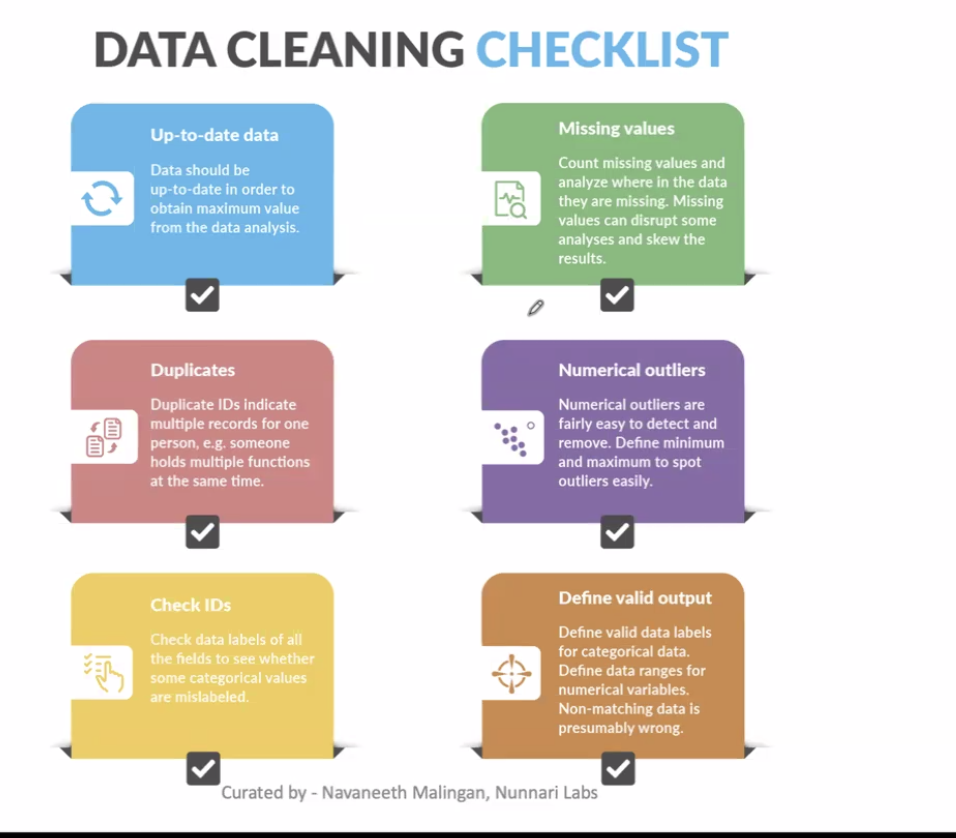 DATA CLEANING CHECKLIST
Up-to-date data
Data should be
up-to-date in order to
obtain maximum value
from the data analysis.
Missing values
Count missing values and
analyze where in the data
they are missing. Missing
values can disrupt some
analyses and skew the
results.
Duplicates
Duplicate IDs indicate
multiple records for one
person, e.g. someone
holds multiple functions
at the same time.
Numerical outliers
Numerical outliers are
fairly easy to detect and
remove. Define minimum
and maximum to spot
outliers easily.
Check IDs
Check data labels of all
the fields to see whether
some categorical values
are mislabeled.
Define valid output
Define valid data labels
for categorical data.
Define data ranges for
numerical variables.
Non-matching data is
presumably wrong.
Curated by - Navaneeth Malingan, Nunnari Labs